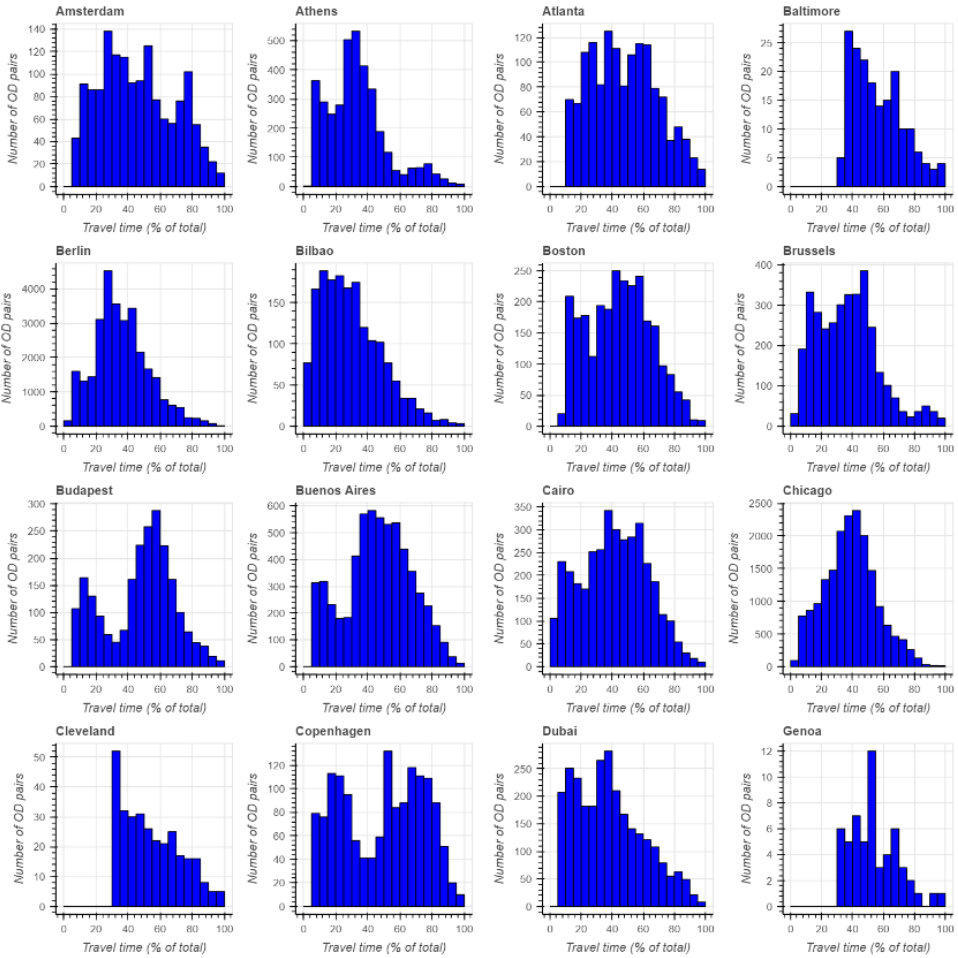 Amsterdam
Number of OD pairs
140
120
100
80
60
40
20
0
0 20 40 60 80 100
Travel time (% of total)
Athens
Number of OD pairs
500
400
300
200
100
0
0 20 40 60 80 100
Travel time (% of total)
Atlanta
Number of OD pairs
120
100
80
60
40
20
0
0 20 40 60 80 100
Travel time (% of total)
Baltimore
Number of OD pairs
25
20
15
10
5
0
0 20 40 60 80 100
Travel time (% of total)
Berlin
Number of OD pairs
4000
3000
2000
1000
0
0 20 40 60 80 100
Travel time (% of total)
Bilbao
Number of OD pairs
150
100
50
0
0 20 40 60 80 100
Travel time (% of total)
Boston
Number of OD pairs
250
200
150
100
50
0
0 20 40 60 80 100
Travel time (% of total)
Brussels
Number of OD pairs
400
300
200
100
0
0 20 40 60 80 100
Travel time (% of total)
Budapest
Number of OD pairs
300
250
200
150
100
50
0
0 20 40 60 80 100
Travel time (% of total)
Buenos Aires
Number of OD pairs
600
500
400
300
200
100
0
0 20 40 60 80 100
Travel time (% of total)
Cairo
Number of OD pairs
350
300
250
200
150
100
50
0
0 20 40 60 80 100
Travel time (% of total)
Chicago
Number of OD pairs
2500
2000
1500
1000
500
0
0 20 40 60 80 100
Travel time (% of total)
Cleveland
Number of OD pairs
50
40
30
20
10
0
0 20 40 60 80 100
Travel time (% of total)
Copenhagen
Number of OD pairs
120
100
80
60
40
20
0
0 20 40 60 80 100
Travel time (% of total)
Dubai
Number of OD pairs
250
200
150
100
50
0
0 20 40 60 80 100
Travel time (% of total)
Genoa
Number of OD pairs
12
10
8
6
4
2
0
0 20 40 60 80 100
Travel time (% of total)